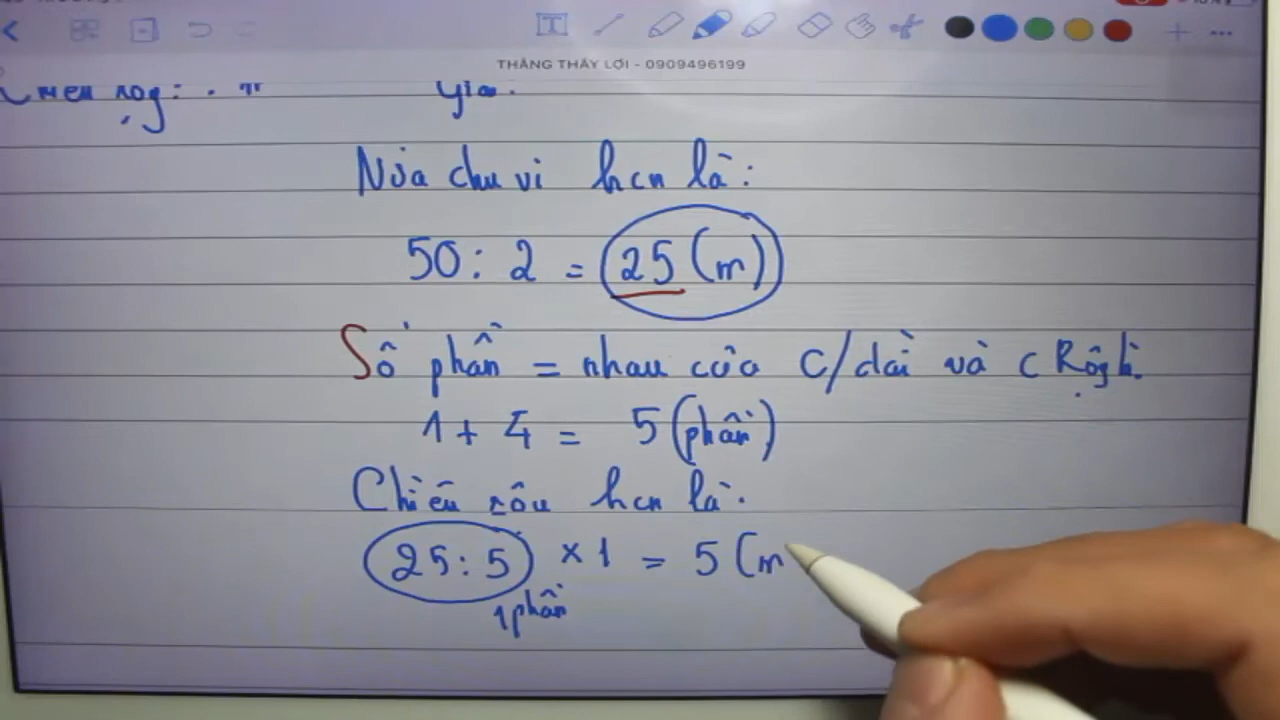 THẦNG THẦY LỢI - 0909496199
rộng:
Nửa chu vi hcn là:
50 : 2 = 25 (m)
Số phần = nhau của c/dài và c Rộng là
1 + 4 = 5 (phần)
Chiều hcn là.
25 : 5 x 1 = 5 (m
1 phần